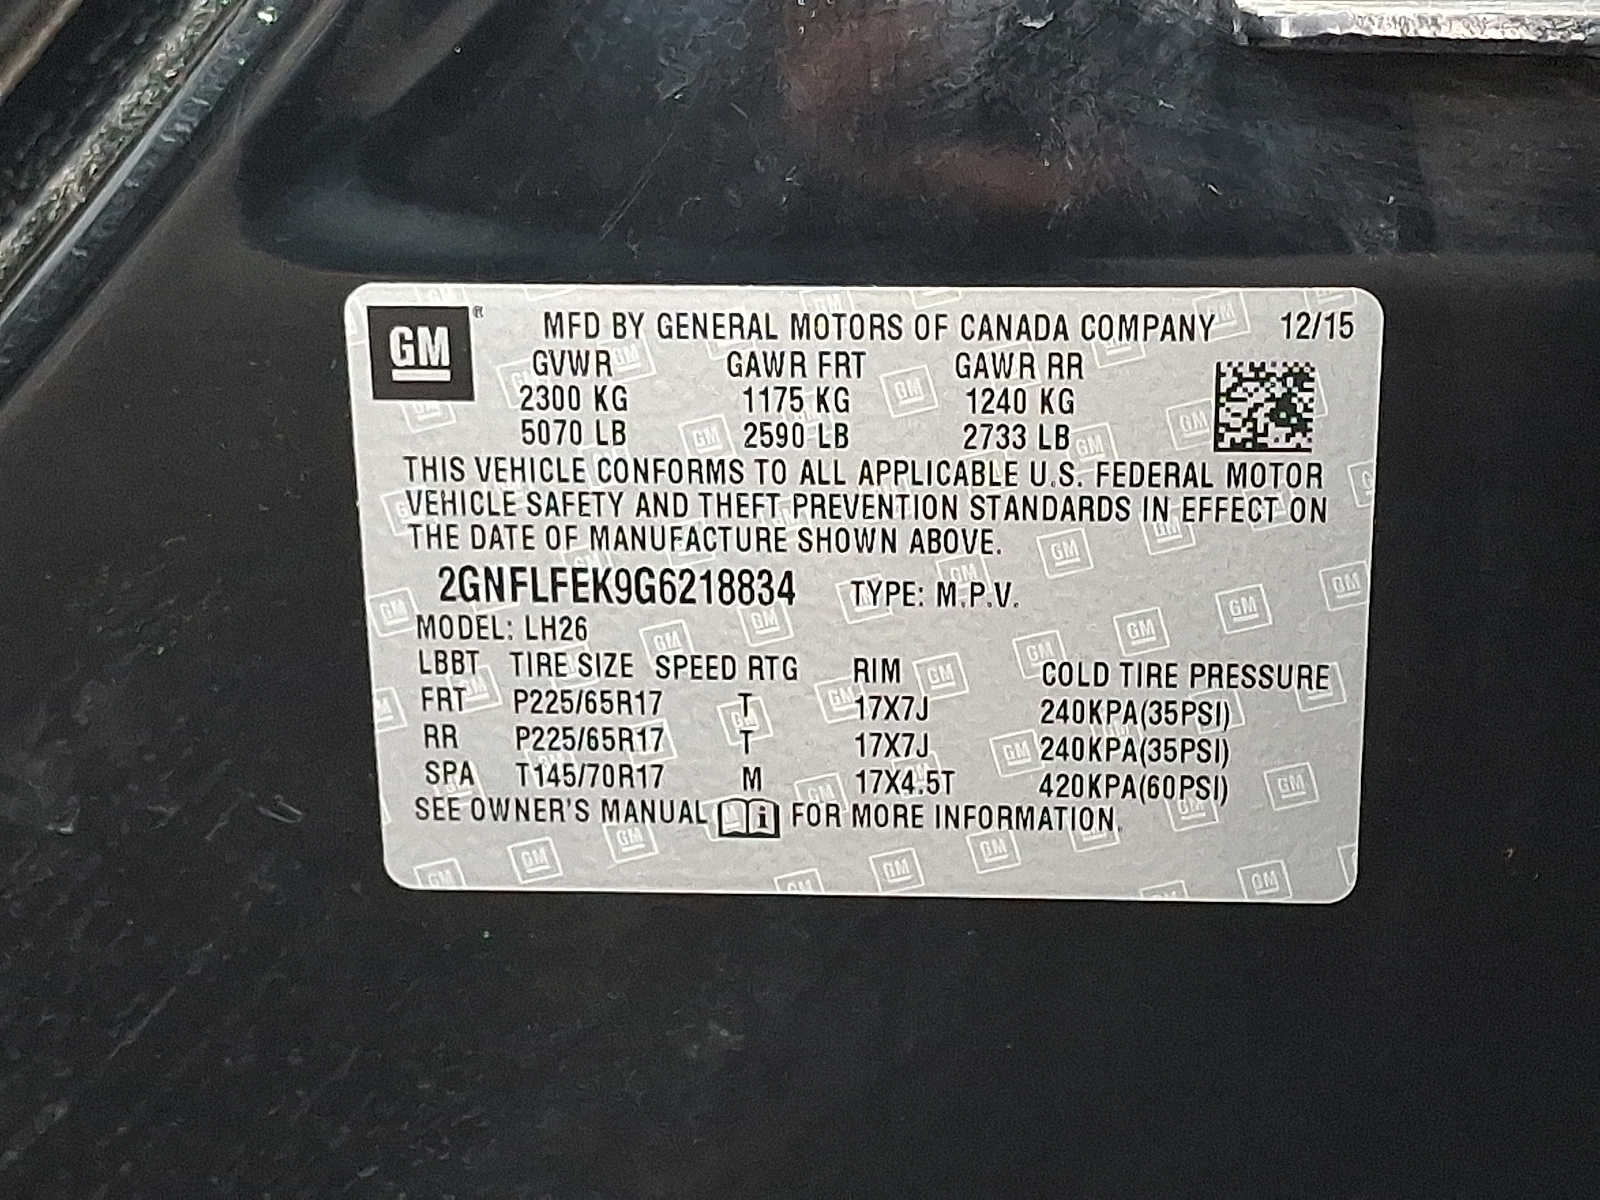 GM ® MFD BY GENERAL MOTORS OF CANADA COMPANY 12/15
GVWR GAWR FRT GAWR RR
2300 KG 1175 KG 1240 KG
5070 LB 2590 LB 2733 LB
THIS VEHICLE CONFORMS TO ALL APPLICABLE U.S. FEDERAL MOTOR
VEHICLE SAFETY AND THEFT PREVENTION STANDARDS IN EFFECT ON
THE DATE OF MANUFACTURE SHOWN ABOVE.
2GNFLFEK9G6218834 TYPE: M.P.V.
MODEL: LH26
LBBT TIRE SIZE SPEED RTG RIM COLD TIRE PRESSURE
FRT P225/65R17 T 17X7J 240KPA(35PSI)
RR P225/65R17 T 17X7J 240KPA(35PSI)
SPA T145/70R17 M 17X4.5T 420KPA(60PSI)
SEE OWNER'S MANUAL i FOR MORE INFORMATION.